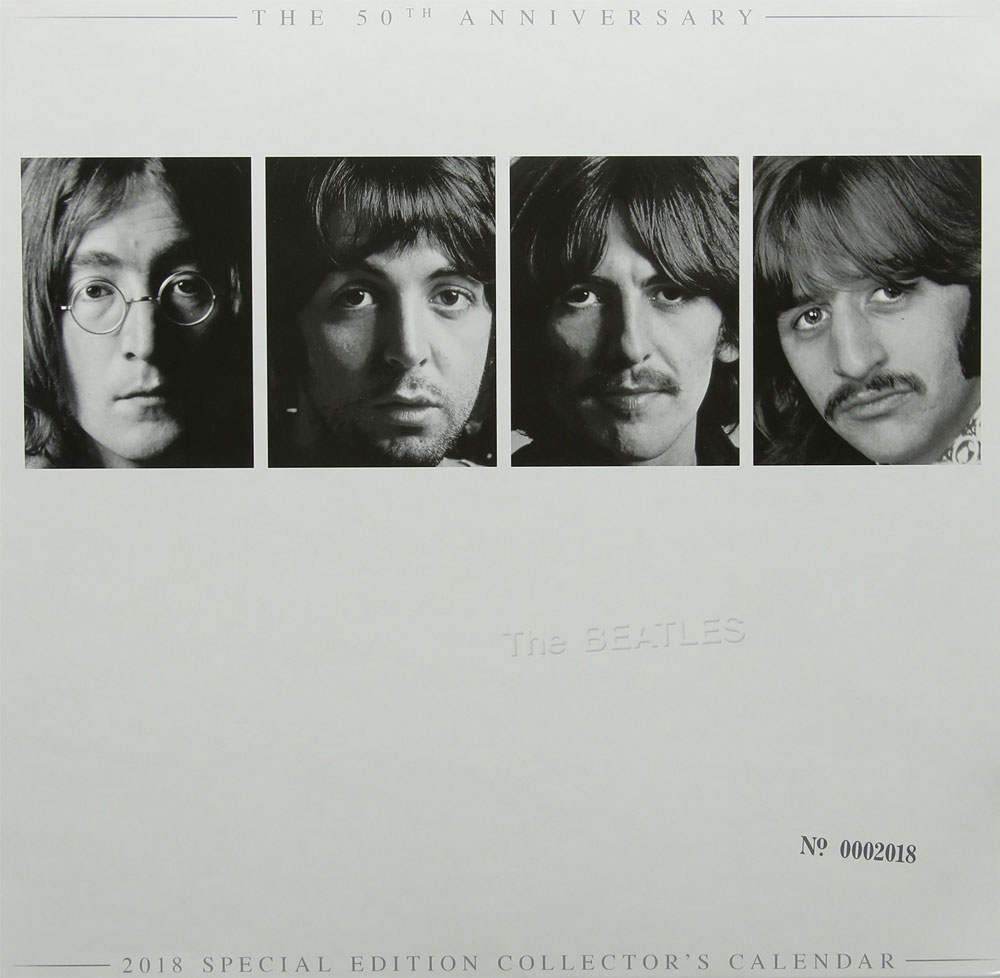 THE 50TH ANNIVERSARY
The BEATLES
Nº 0002018
2018 SPECIAL EDITION COLLECTOR'S CALENDAR